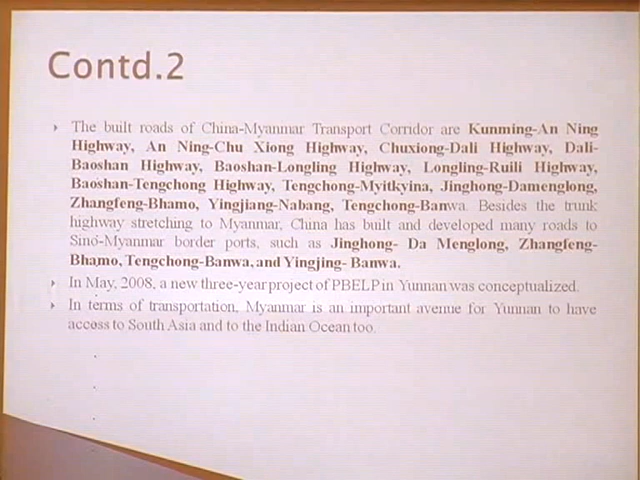 Contd.2
The built roads of China-Myanmar Transport Corridor are Kunming-An Ning
Highway, An Ning-Chu Xiong Highway, Chuxiong-Dali Highway, Dali-
Baoshan Highway, Baoshan-Longling Highway, Longling-Ruili Highway,
Baoshan-Tengchong Highway, Tengchong-Myitkyina, Jinghong-Damenglong,
Zhangfeng-Bhamo, Yingjiang-Nabang, Tengchong-Banwa. Besides the trunk
highway stretching to Myanmar, China has built and developed many roads to
Sino-Myanmar border ports, such as Jinghong- Da Menglong, Zhangfeng-
Bhamo, Tengchong-Banwa, and Yingjing- Banwa.
In May, 2008, a new three-year project of PBELP in Yunnan was conceptualized.
In terms of transportation, Myanmar is an important avenue for Yunnan to have
access to South Asia and to the Indian Ocean too.